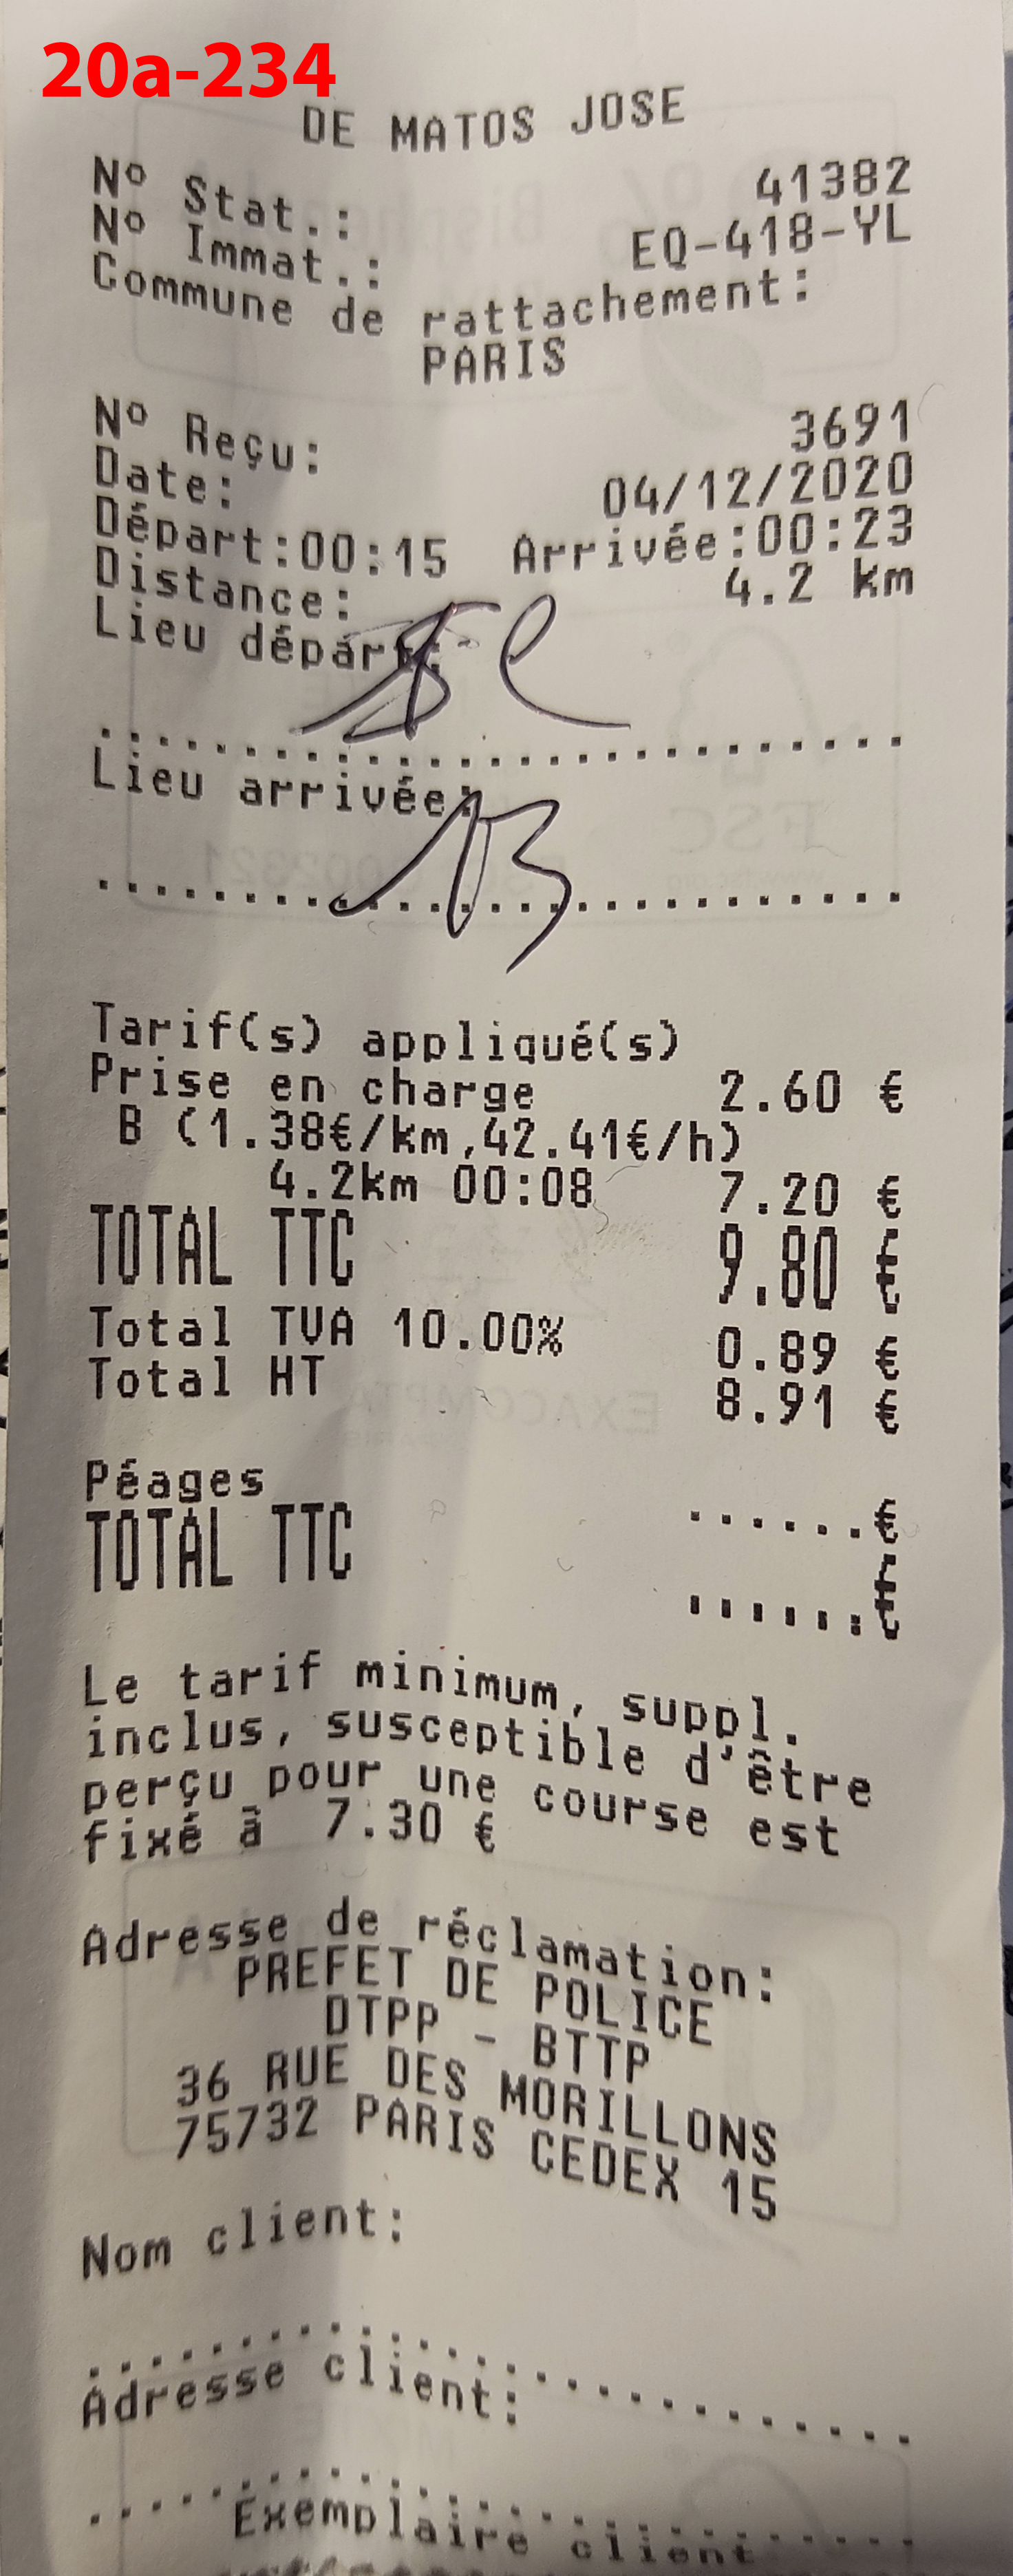 20a-234
DE MATOS JOSE
Nº Stat.: 41382
Nº Immat.: EQ-418-YL
Commune de rattachement:
PARIS
Nº Reçu: 3691
Date: 04/12/2020
Départ:00:15 Arrivée:00:23
Distance: 4.2 km
Lieu départ:
........................
Lieu arrivée:
........................
Tarif(s) appliqué(s)
Prise en charge 2.60 €
B (1.38€/km,42.41€/h)
4.2km 00:08 7.20 €
TOTAL TTC 9.80 €
Total TVA 10.00% 0.89 €
Total HT 8.91 €
Péages ......€
TOTAL TTC ......€
Le tarif minimum, suppl.
inclus, susceptible d'être
perçu pour une course est
fixé à 7.30 €
Adresse de réclamation:
PREFET DE POLICE
DTPP - BTTP
36 RUE DES MORILLONS
75732 PARIS CEDEX 15
Nom client:
........................
Adresse client:
........................
Exemplaire client